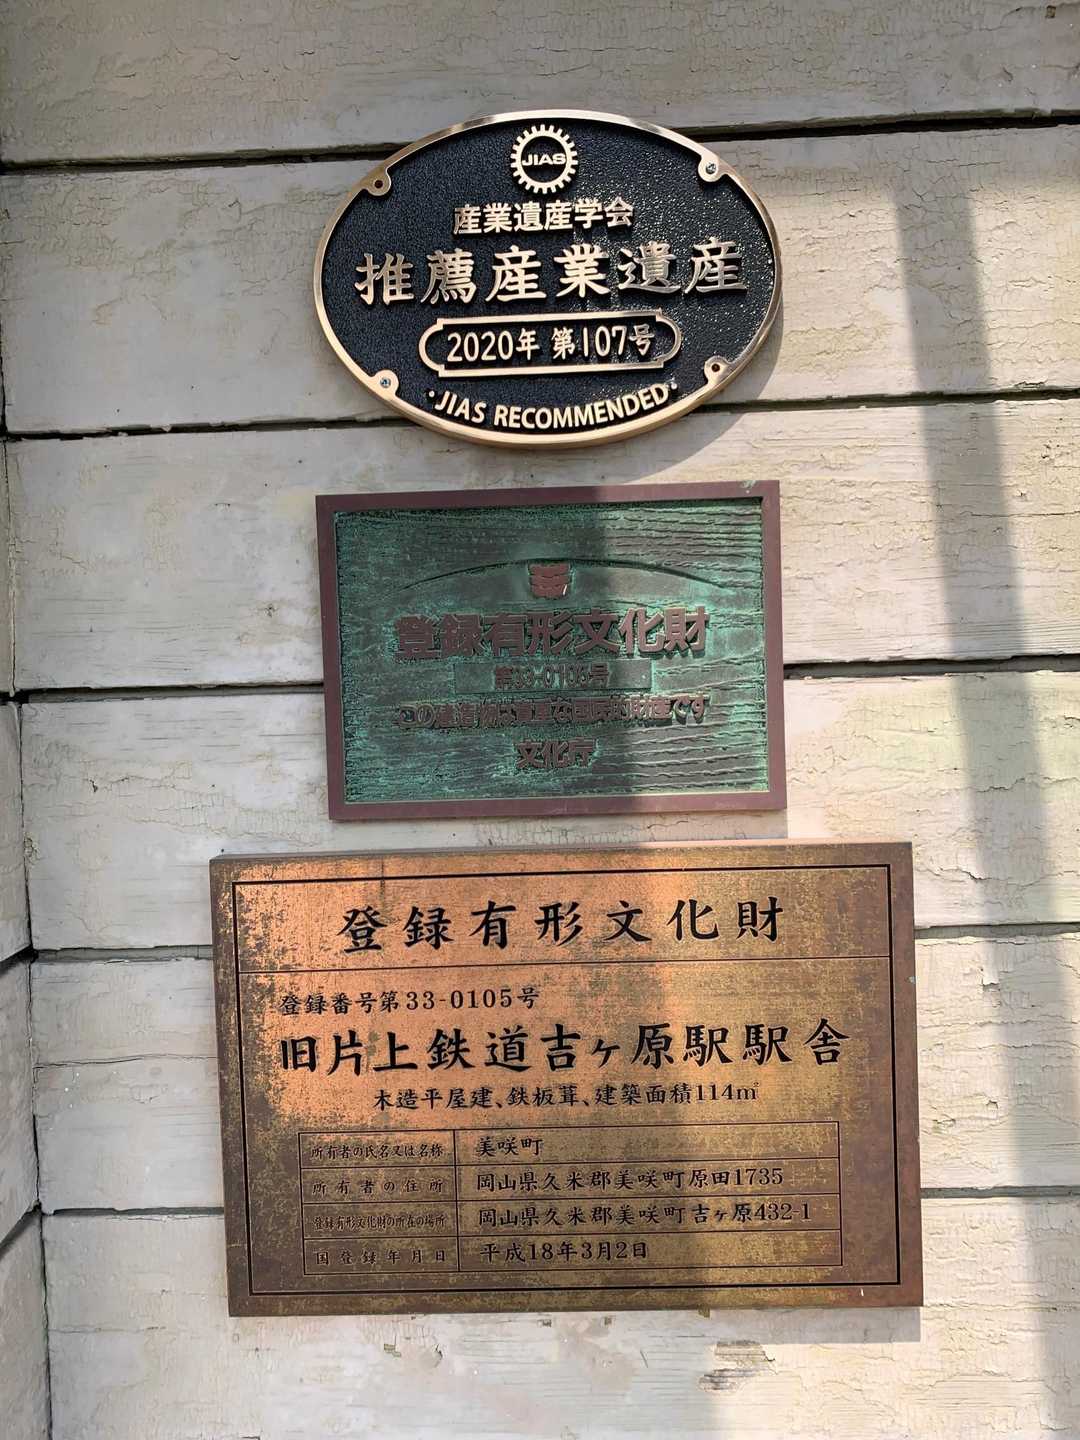 JIAS
産業遺産学会
推薦産業遺産
2020年 第107号
・JIAS RECOMMENDED・
登録有形文化財
第33-0105号
この建造物は貴重な国民的財産です
文化庁
登録有形文化財
登録番号第33-0105号
旧片上鉄道吉ヶ原駅駅舎
木造平屋建、鉄板葺、建築面積114㎡
所有者の氏名又は名称 美咲町
所有者の住所 岡山県久米郡美咲町原田1735
登録有形文化財の所在の場所 岡山県久米郡美咲町吉ヶ原432-1
国登録年月日 平成18年3月2日